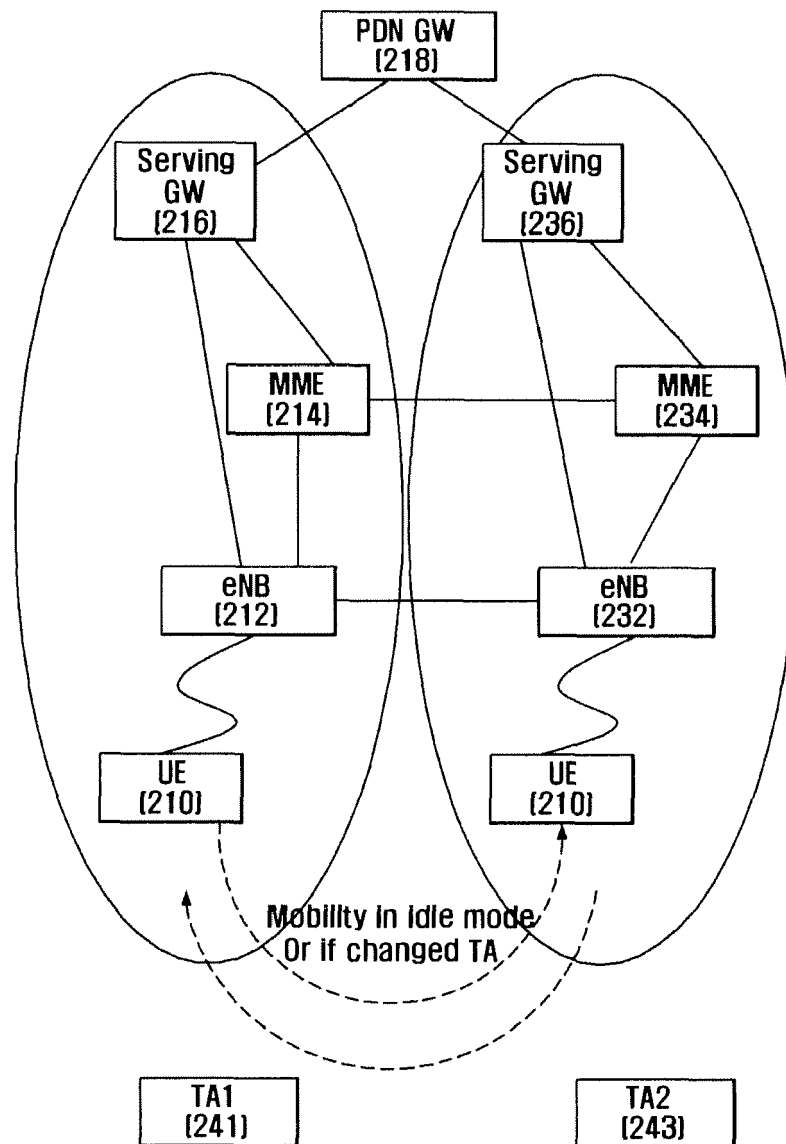 PDN GW
(218)
Serving
GW
(216)
Serving
GW
(236)
MME
(214)
MME
(234)
eNB
(212)
eNB
(232)
UE
(210)
UE
(210)
Mobility in idle mode
Or if changed TA
TA1
(241)
TA2
(243)